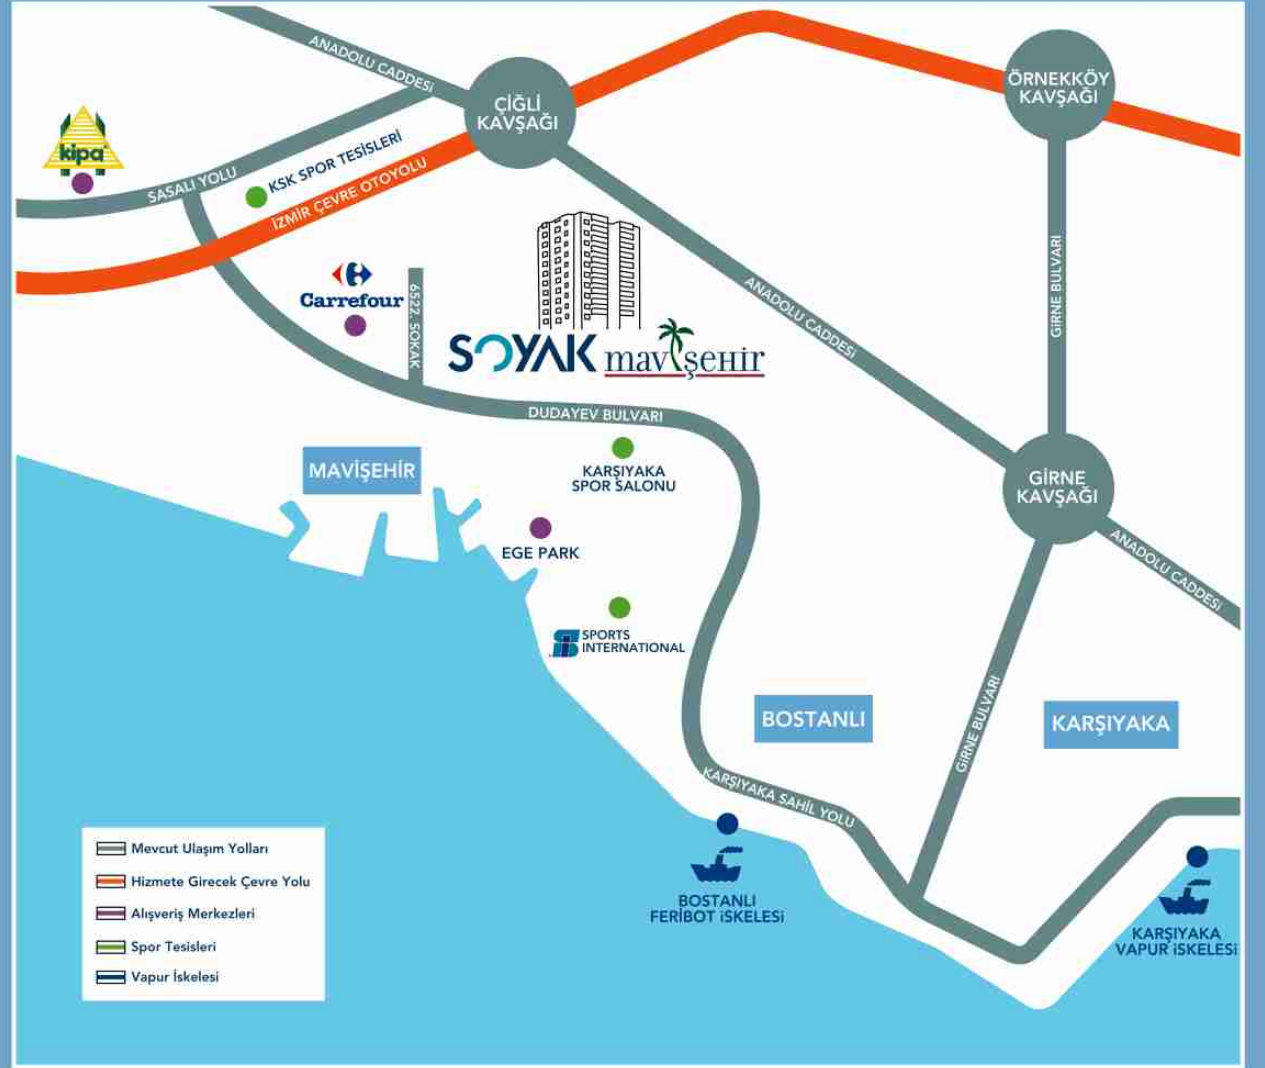 ANADOLU CADDESİ
ÇİĞLİ
KAVŞAĞI
ÖRNEKKÖY
KAVŞAĞI
kipa
SASALI YOLU
KSK SPOR TESİSLERİ
İZMİR ÇEVRE OTOYOLU
Carrefour
6522. SOKAK
SOYAK mavişehir
ANADOLU CADDESİ
GİRNE BULVARI
DUDAYEV BULVARI
MAVİŞEHİR
KARŞIYAKA
SPOR SALONU
GİRNE
KAVŞAĞI
EGE PARK
ANADOLU CADDESİ
SPORTS
INTERNATIONAL
BOSTANLI
GİRNE BULVARI
KARŞIYAKA
KARŞIYAKA SAHİL YOLU
BOSTANLI
FERİBOT İSKELESİ
KARŞIYAKA
VAPUR İSKELESİ
Mevcut Ulaşım Yolları
Hizmete Girecek Çevre Yolu
Alışveriş Merkezleri
Spor Tesisleri
Vapur İskelesi